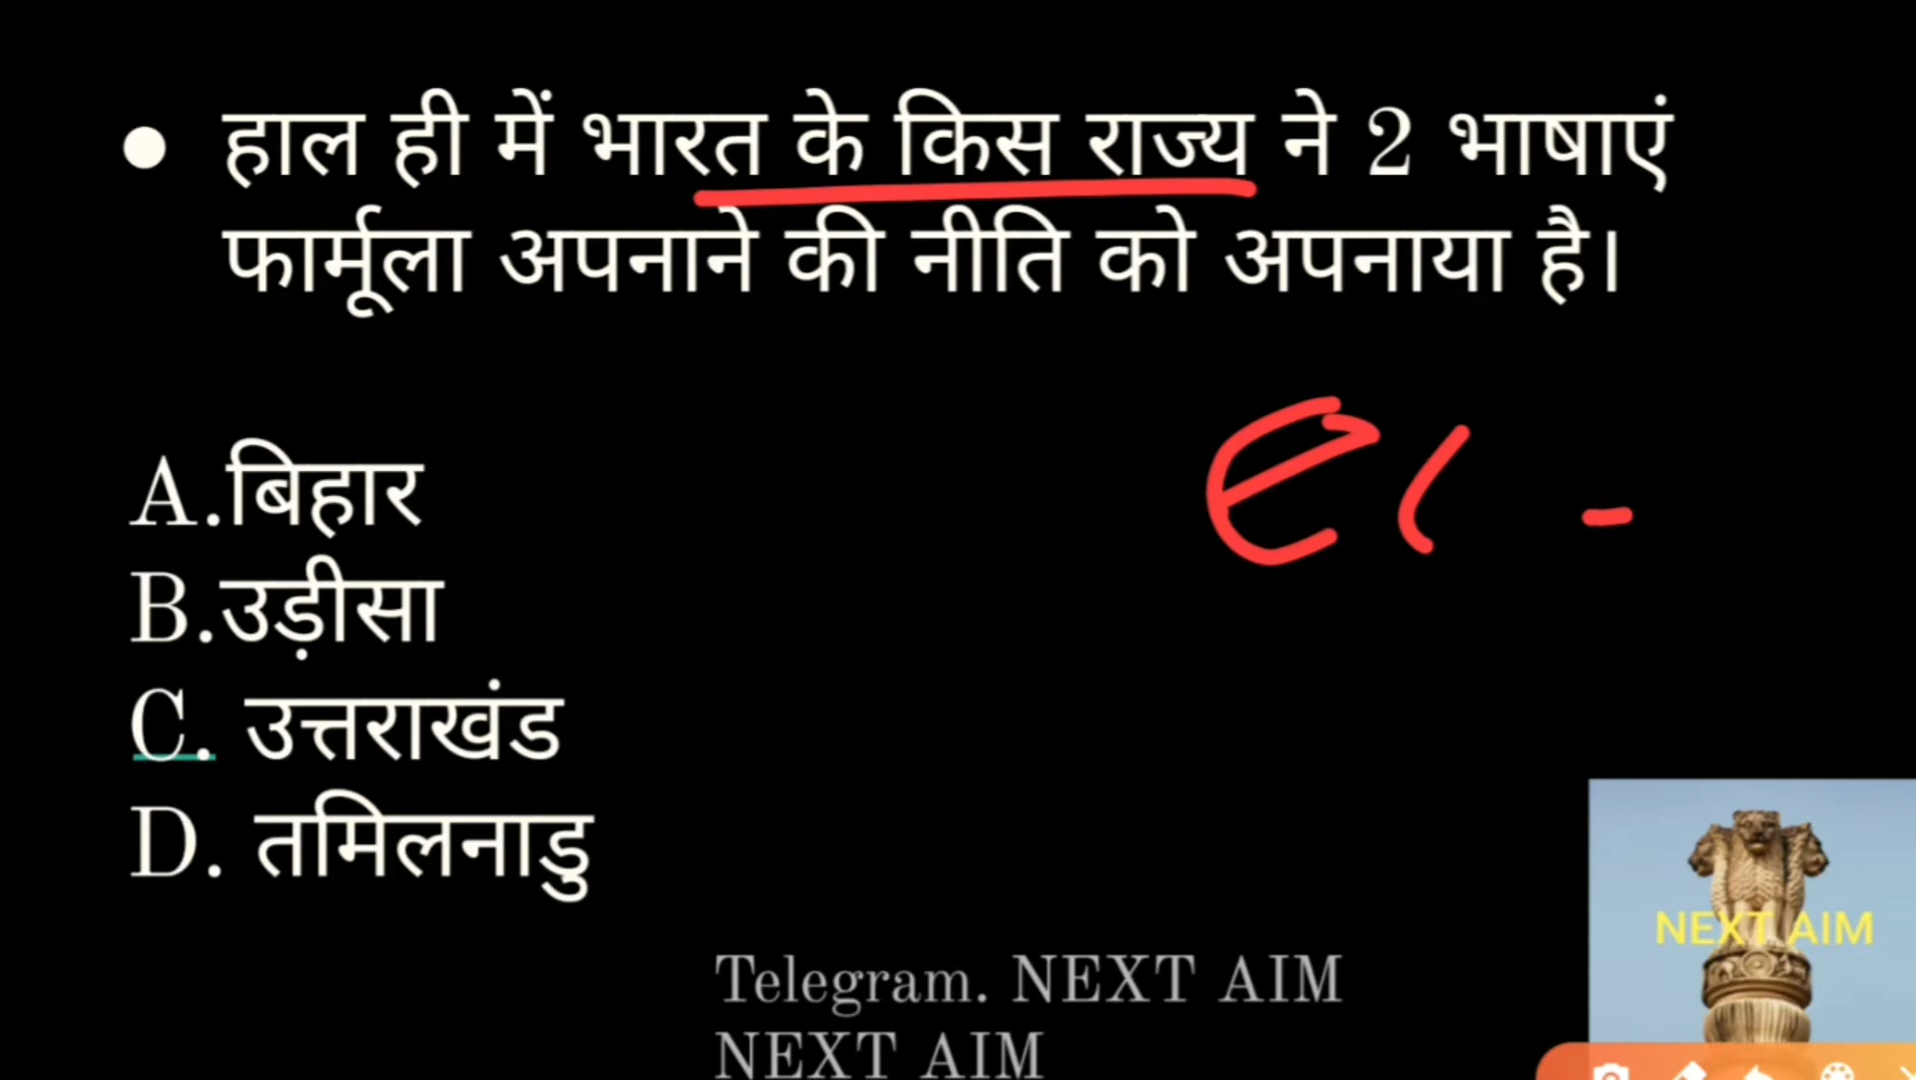 • हाल ही में भारत के किस राज्य ने 2 भाषाएं
फार्मूला अपनाने की नीति को अपनाया है।
A.बिहार
B.उड़ीसा
C. उत्तराखंड
D. तमिलनाडु
NEXT AIM
Telegram. NEXT AIM
NEXT AIM